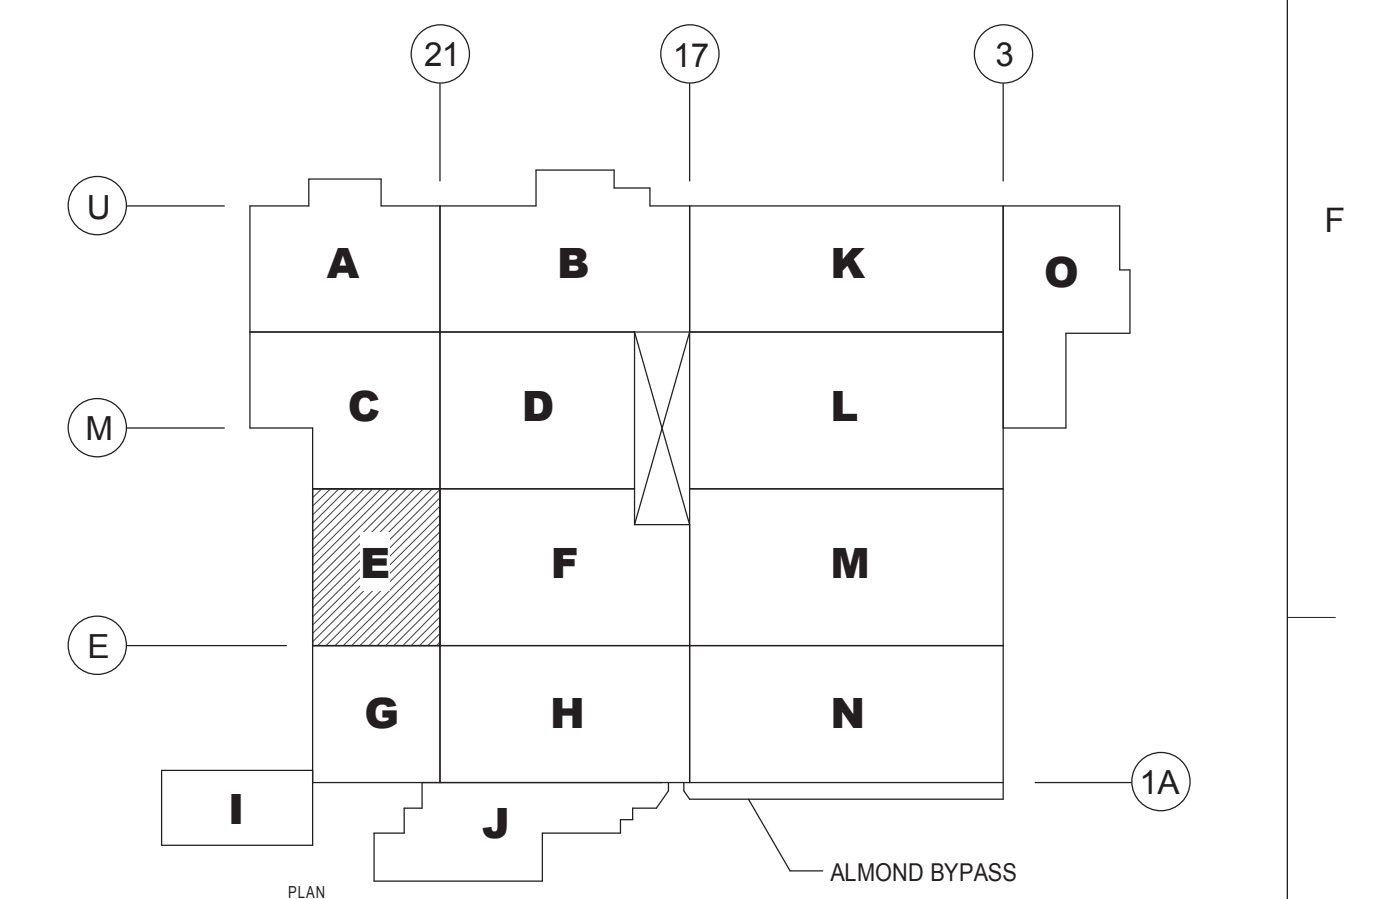 21 17 3
U
F
A B K O
M
C D L
E F M
E
G H N
1A
I J
ALMOND BYPASS
PLAN